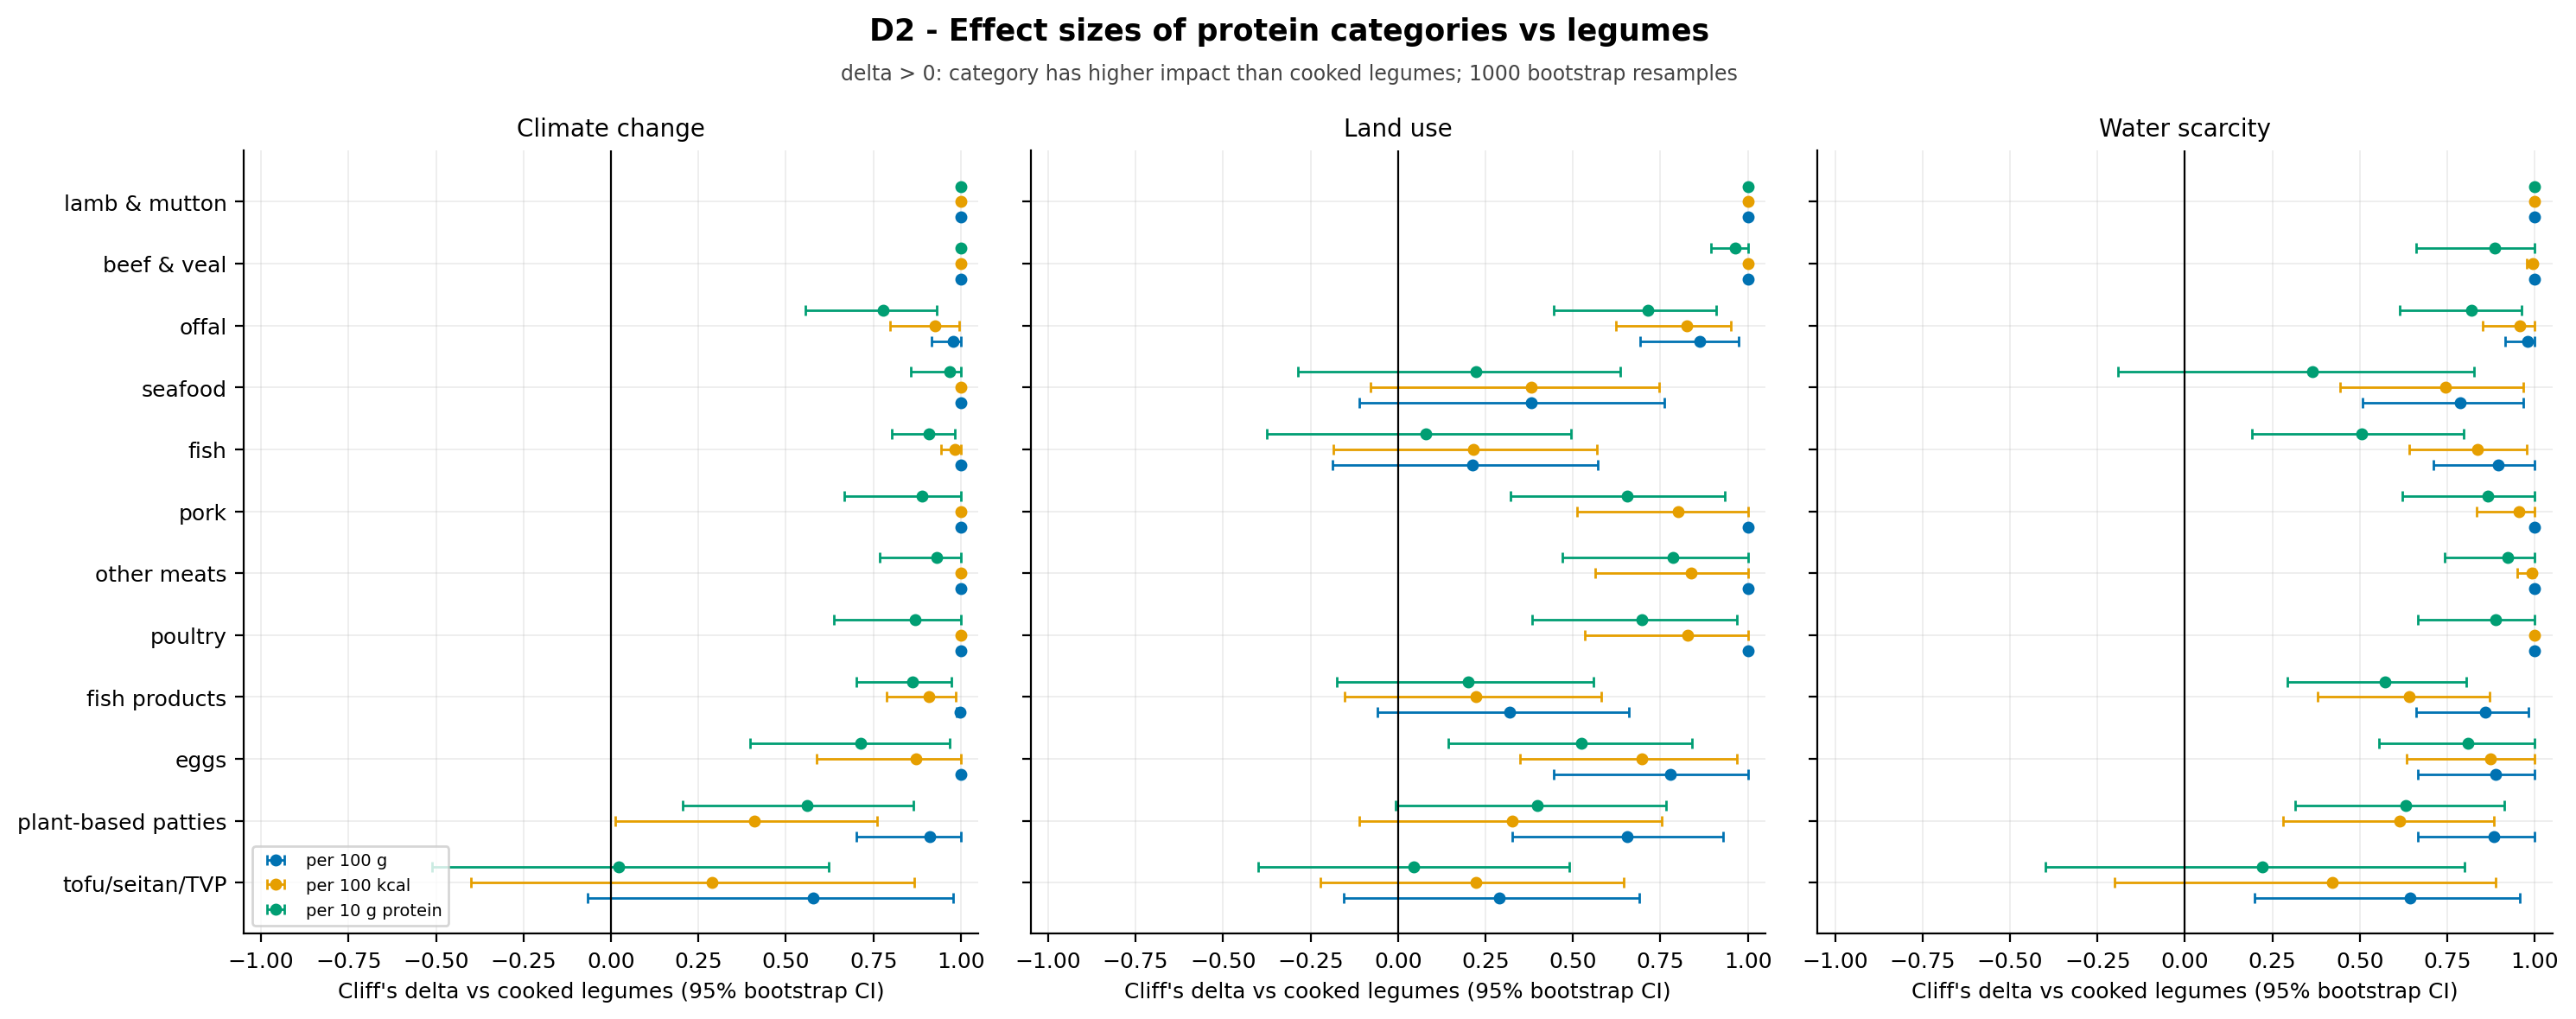 D2 - Effect sizes of protein categories vs legumes
delta > 0: category has higher impact than cooked legumes; 1000 bootstrap resamples
Climate change
Land use
Water scarcity
lamb & mutton
beef & veal
offal
seafood
fish
pork
other meats
poultry
fish products
eggs
plant-based patties
tofu/seitan/TVP
per 100 g
per 100 kcal
per 10 g protein
−1.00 −0.75 −0.50 −0.25 0.00 0.25 0.50 0.75 1.00
−1.00 −0.75 −0.50 −0.25 0.00 0.25 0.50 0.75 1.00
−1.00 −0.75 −0.50 −0.25 0.00 0.25 0.50 0.75 1.00
Cliff's delta vs cooked legumes (95% bootstrap CI)
Cliff's delta vs cooked legumes (95% bootstrap CI)
Cliff's delta vs cooked legumes (95% bootstrap CI)